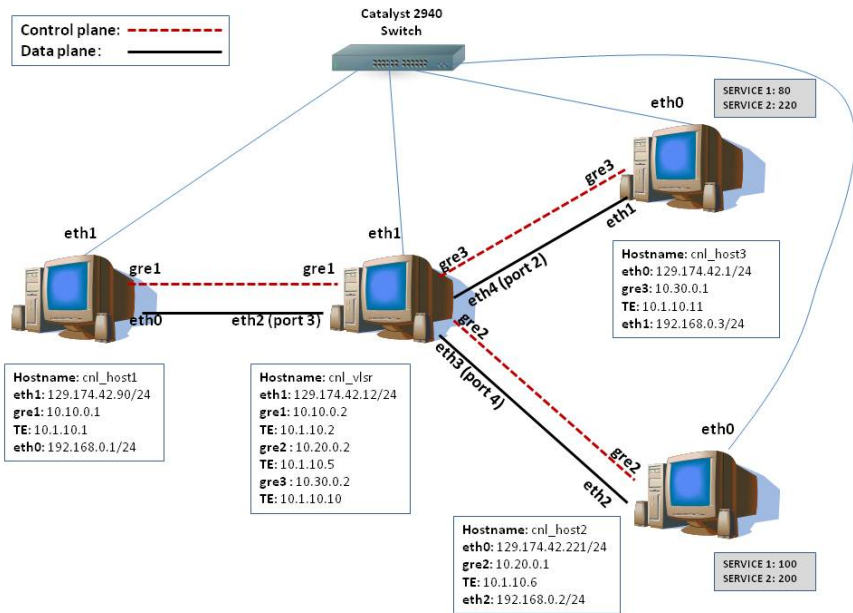 Catalyst 2940
Switch
Control plane:
Data plane:
SERVICE 1: 80
SERVICE 2: 220
eth0
gre3
eth1
eth1
eth1
gre1
gre1
gre3
eth4 (port 2)
eth0
eth2 (port 3)
gre2
eth3 (port 4)
Hostname: cnl_host3
eth0: 129.174.42.1/24
gre3: 10.30.0.1
TE: 10.1.10.11
eth1: 192.168.0.3/24
Hostname: cnl_host1
eth1: 129.174.42.90/24
gre1: 10.10.0.1
TE: 10.1.10.1
eth0: 192.168.0.1/24
Hostname: cnl_vlsr
eth1: 129.174.42.12/24
gre1: 10.10.0.2
TE: 10.1.10.2
gre2 : 10.20.0.2
TE: 10.1.10.5
gre3 : 10.30.0.2
TE: 10.1.10.10
eth0
gre2
eth2
Hostname: cnl_host2
eth0: 129.174.42.221/24
gre2: 10.20.0.1
TE: 10.1.10.6
eth2: 192.168.0.2/24
SERVICE 1: 100
SERVICE 2: 200